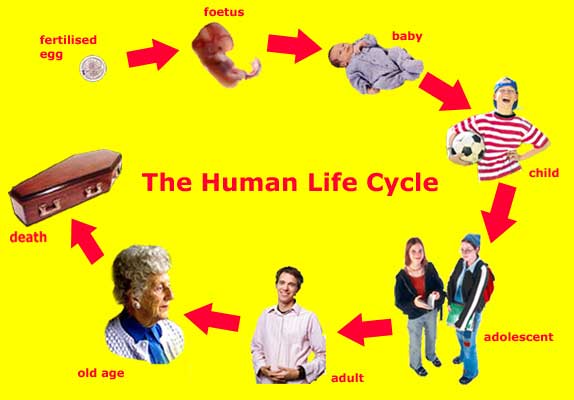 foetus
fertilised
egg
baby
child
The Human Life Cycle
death
adolescent
adult
old age